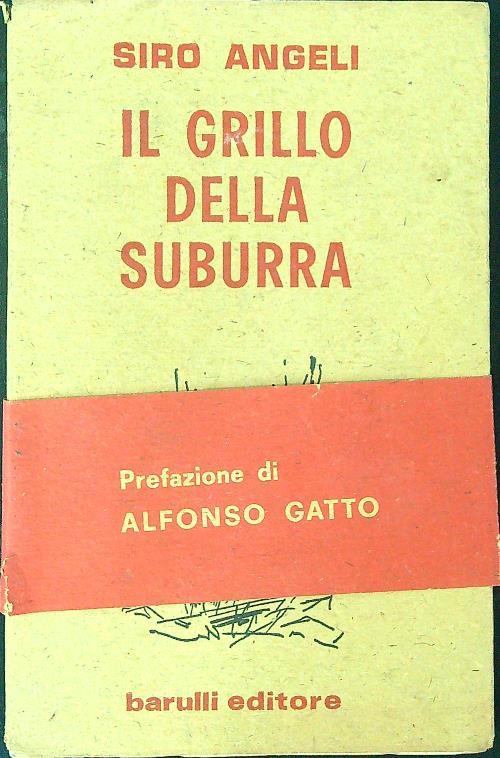 SIRO ANGELI
IL GRILLO
DELLA
SUBURRA
Prefazione di
ALFONSO GATTO
barulli editore